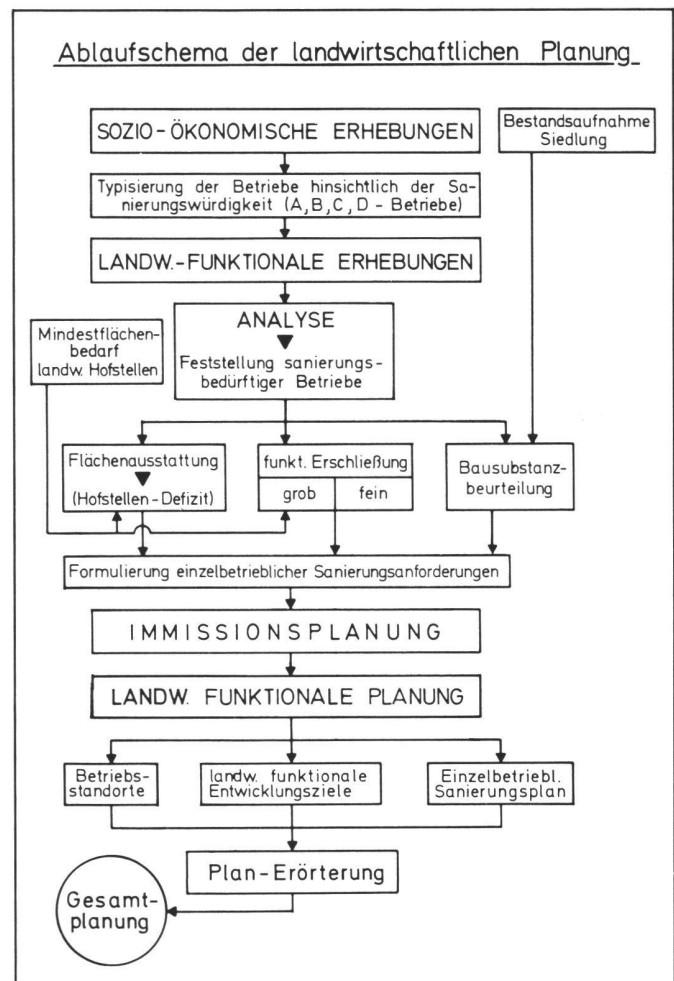 Ablaufschema der landwirtschaftlichen Planung
SOZIO-ÖKONOMISCHE ERHEBUNGEN
Bestandsaufnahme
Siedlung
Typisierung der Betriebe hinsichtlich der Sa-
nierungswürdigkeit (A,B,C,D - Betriebe)
LANDW.-FUNKTIONALE ERHEBUNGEN
Mindestflächen-
bedarf
landw. Hofstellen
ANALYSE
Feststellung sanierungs-
bedürftiger Betriebe
Flächenausstattung
(Hofstellen-Defizit)
funkt. Erschließung
grob fein
Bausubstanz-
beurteilung
Formulierung einzelbetrieblicher Sanierungsanforderungen
IMMISSIONSPLANUNG
LANDW. FUNKTIONALE PLANUNG
Betriebs-
standorte
landw. funktionale
Entwicklungsziele
Einzelbetriebl.
Sanierungsplan
Plan-Erörterung
Gesamt-
planung